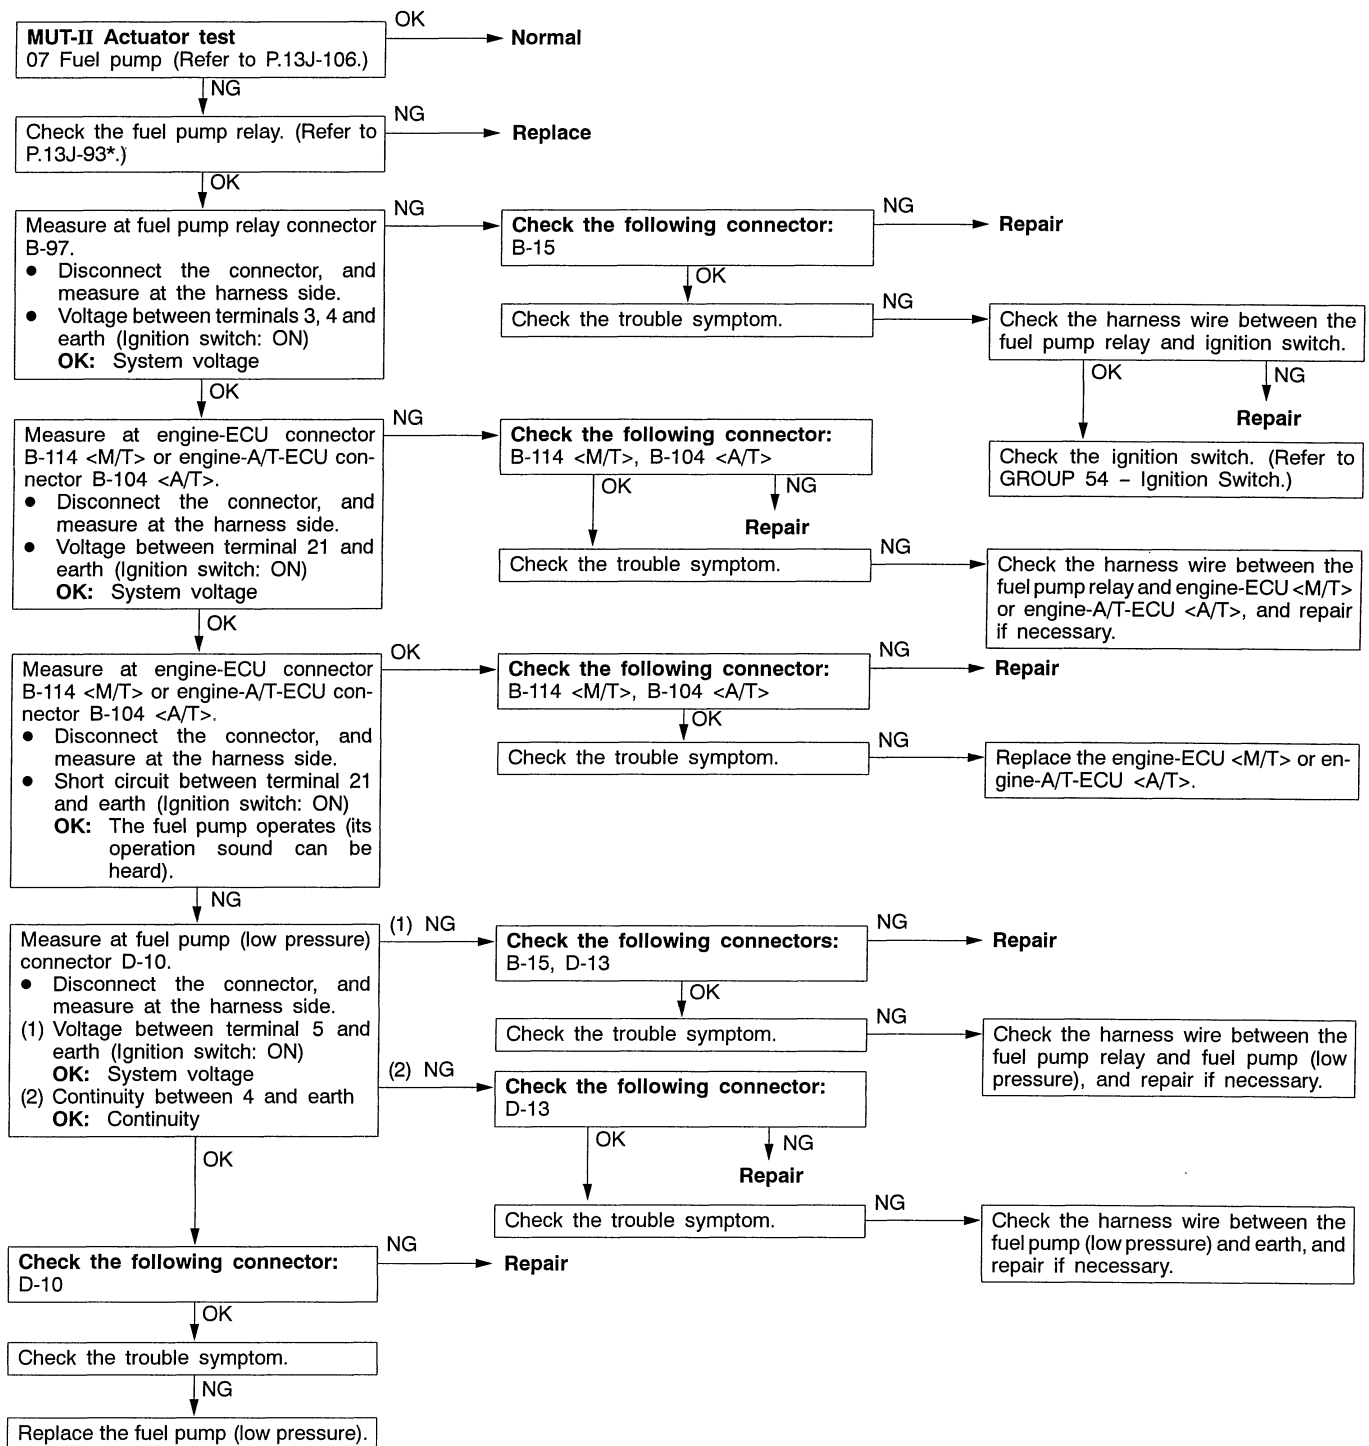 MUT-II Actuator test
07 Fuel pump (Refer to P.13J-106.)
OK
Normal
NG
Check the fuel pump relay. (Refer to
P.13J-93*.)
NG
Replace
OK
Measure at fuel pump relay connector
B-97.
● Disconnect the connector, and
measure at the harness side.
● Voltage between terminals 3, 4 and
earth (Ignition switch: ON)
OK: System voltage
NG
Check the following connector:
B-15
NG
Repair
OK
Check the trouble symptom.
NG
Check the harness wire between the
fuel pump relay and ignition switch.
OK
NG
Repair
Check the ignition switch. (Refer to
GROUP 54 – Ignition Switch.)
OK
Measure at engine-ECU connector
B-114 <M/T> or engine-A/T-ECU con-
nector B-104 <A/T>.
● Disconnect the connector, and
measure at the harness side.
● Voltage between terminal 21 and
earth (Ignition switch: ON)
OK: System voltage
NG
Check the following connector:
B-114 <M/T>, B-104 <A/T>
OK
NG
Repair
Check the trouble symptom.
NG
Check the harness wire between the
fuel pump relay and engine-ECU <M/T>
or engine-A/T-ECU <A/T>, and repair
if necessary.
OK
Measure at engine-ECU connector
B-114 <M/T> or engine-A/T-ECU con-
nector B-104 <A/T>.
● Disconnect the connector, and
measure at the harness side.
● Short circuit between terminal 21
and earth (Ignition switch: ON)
OK: The fuel pump operates (its
operation sound can be
heard).
OK
Check the following connector:
B-114 <M/T>, B-104 <A/T>
NG
Repair
OK
Check the trouble symptom.
NG
Replace the engine-ECU <M/T> or en-
gine-A/T-ECU <A/T>.
NG
Measure at fuel pump (low pressure)
connector D-10.
● Disconnect the connector, and
measure at the harness side.
(1) Voltage between terminal 5 and
earth (Ignition switch: ON)
OK: System voltage
(2) Continuity between 4 and earth
OK: Continuity
(1) NG
Check the following connectors:
B-15, D-13
NG
Repair
OK
Check the trouble symptom.
NG
Check the harness wire between the
fuel pump relay and fuel pump (low
pressure), and repair if necessary.
(2) NG
Check the following connector:
D-13
OK
NG
Repair
Check the trouble symptom.
NG
Check the harness wire between the
fuel pump (low pressure) and earth, and
repair if necessary.
OK
Check the following connector:
D-10
NG
Repair
OK
Check the trouble symptom.
NG
Replace the fuel pump (low pressure).